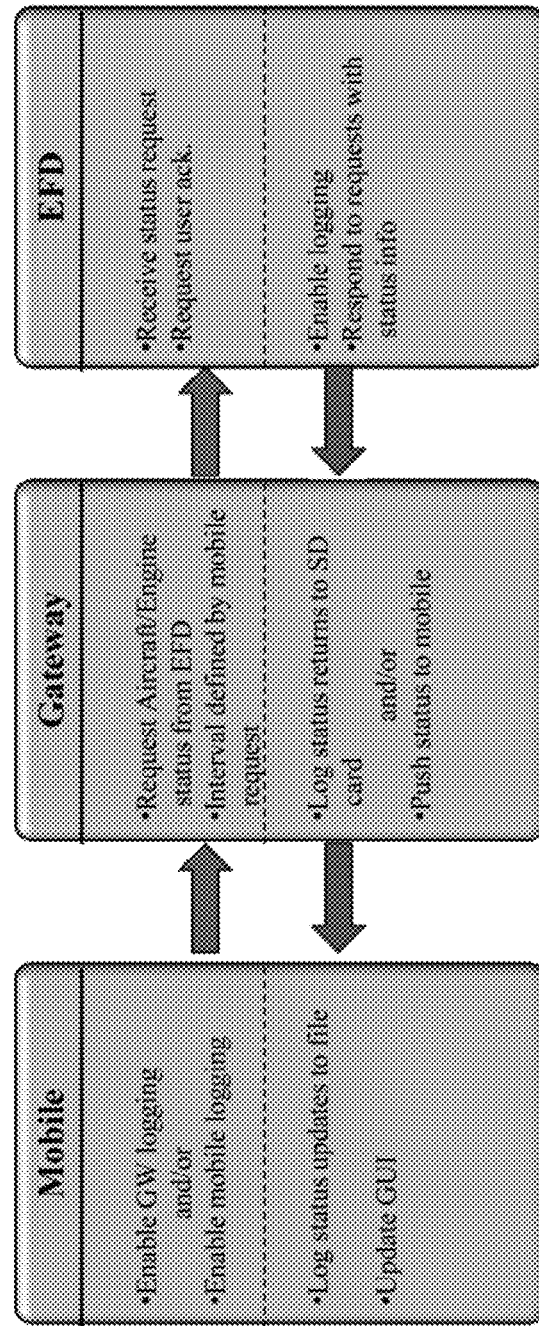 Mobile
•Enable GW logging
and/or
•Enable mobile logging
•Log status updates to file
•Update GUI
Gateway
•Request Aircraft/Engine
status from EFD
•Interval defined by mobile
request
•Log status returns to SD
card
and/or
•Push status to mobile
EFD
•Receive status request
•Request user ack.
•Enable logging
•Respond to requests with
status info